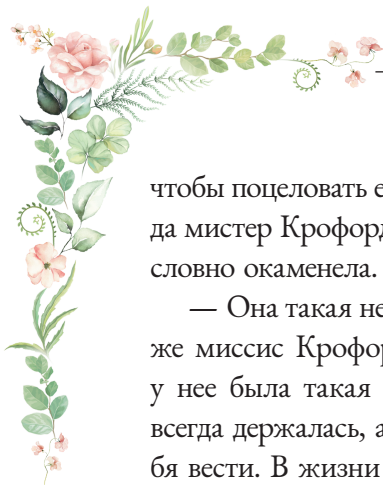 чтобы поцеловать е
да мистер Крофорд
словно окаменела.
— Она такая не
же миссис Крофор
у нее была такая
всегда держалась, а
бя вести. В жизни